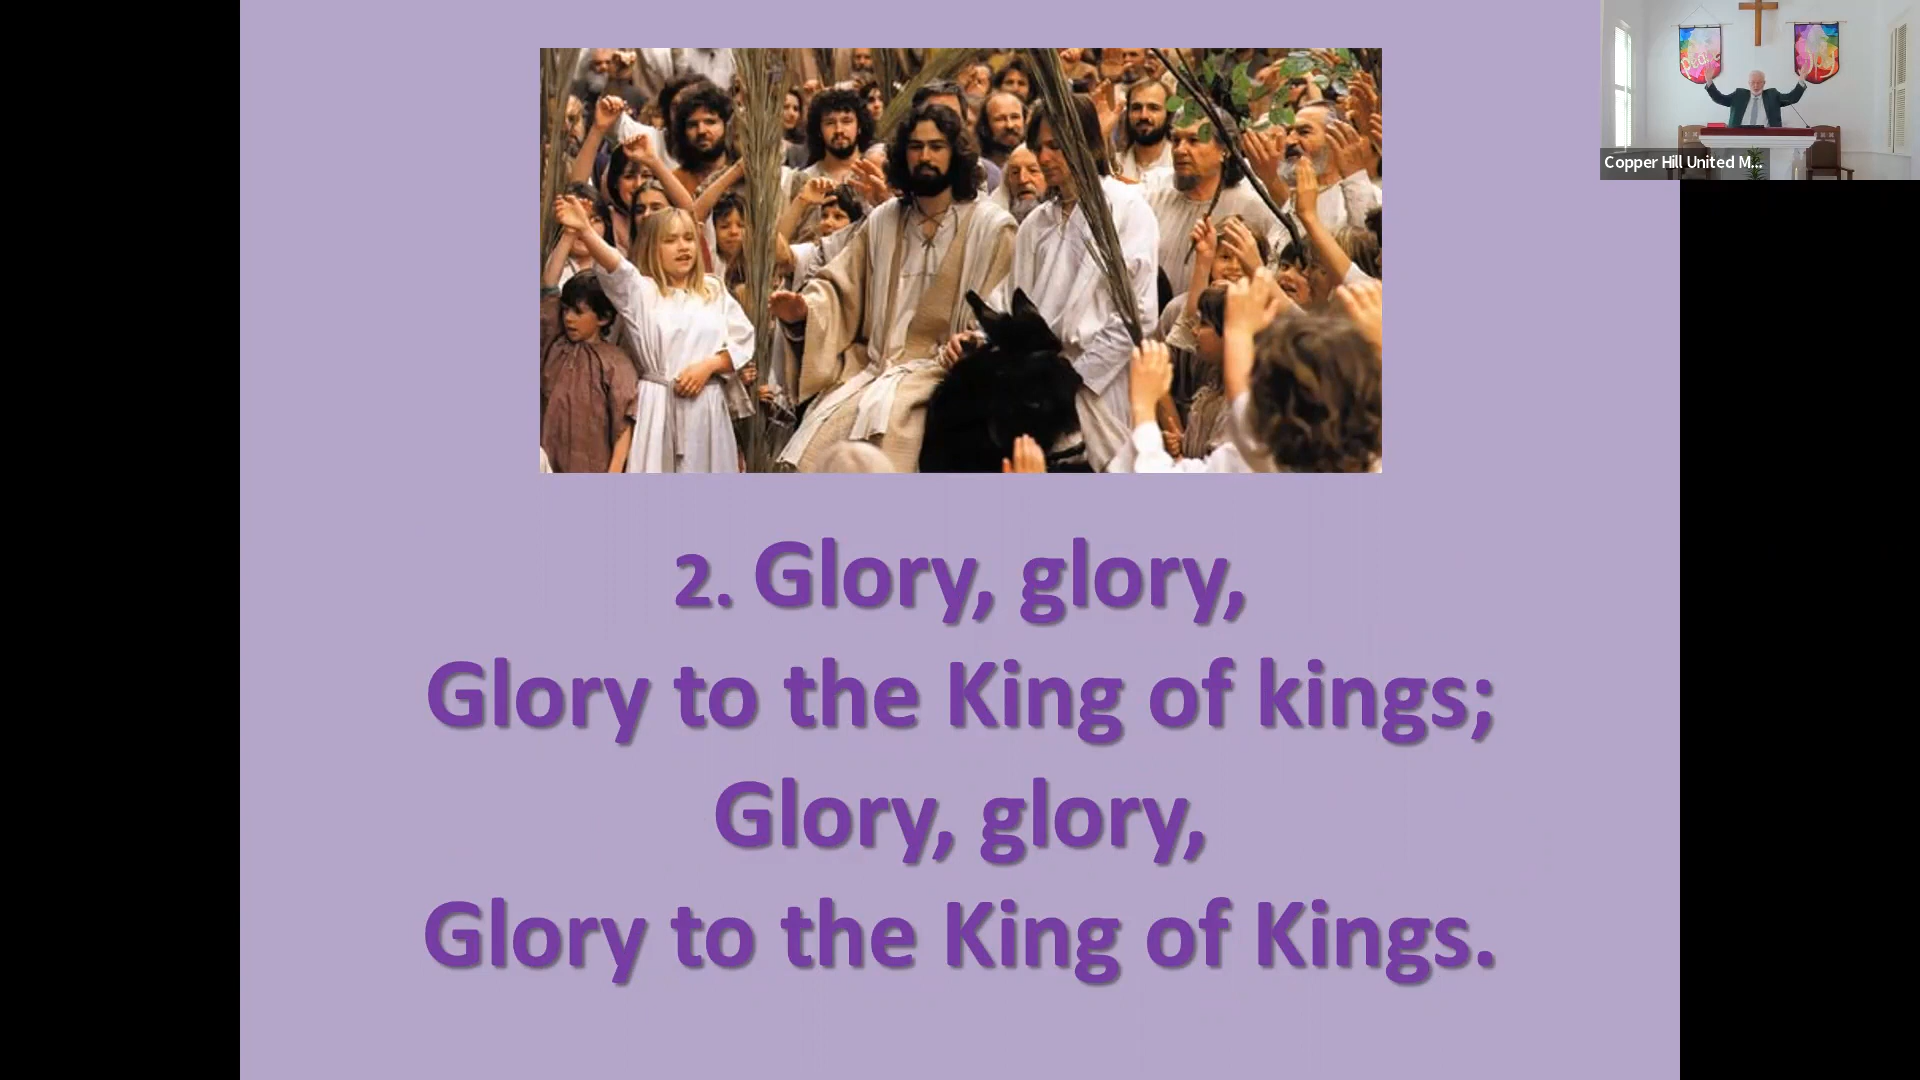 Copper Hill United M...
2. Glory, glory,
Glory to the King of kings;
Glory, glory,
Glory to the King of Kings.